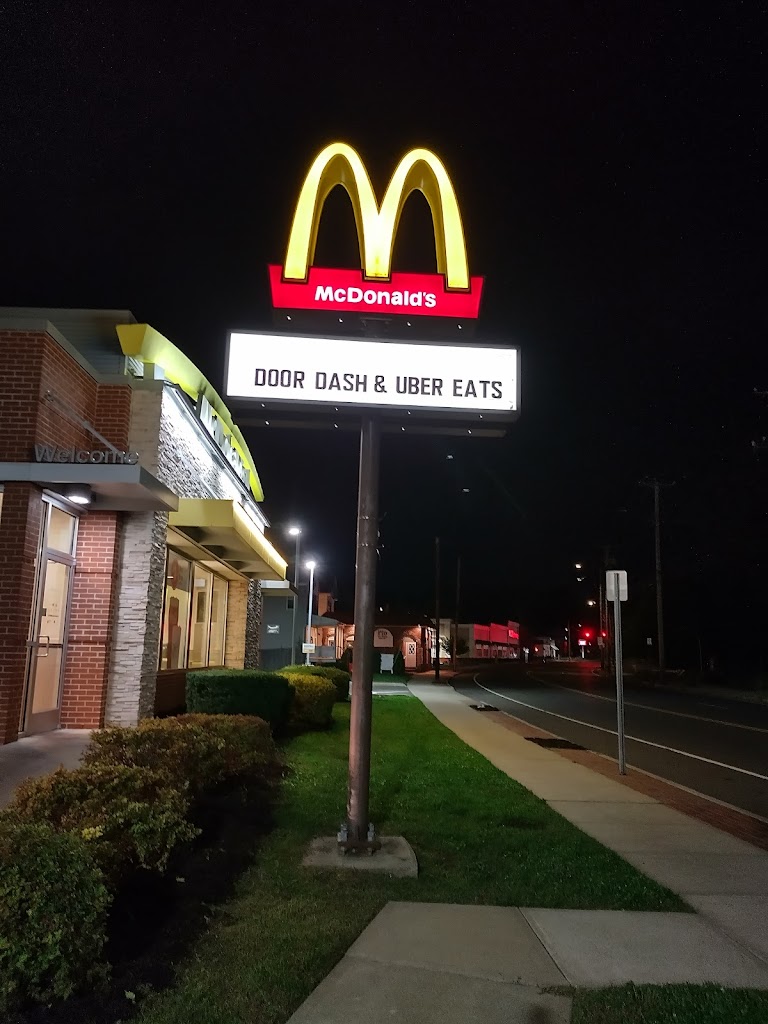 McDonald's
DOOR DASH & UBER EATS
Welcome